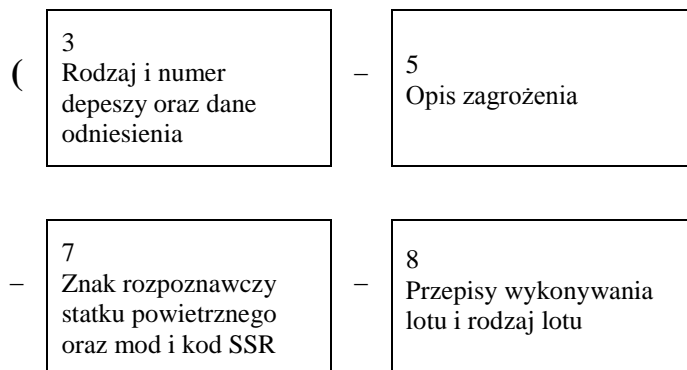 (
3
Rodzaj i numer
depeszy oraz dane
odniesienia
–
5
Opis zagrożenia
–
7
Znak rozpoznawczy
statku powietrznego
oraz mod i kod SSR
–
8
Przepisy wykonywania
lotu i rodzaj lotu